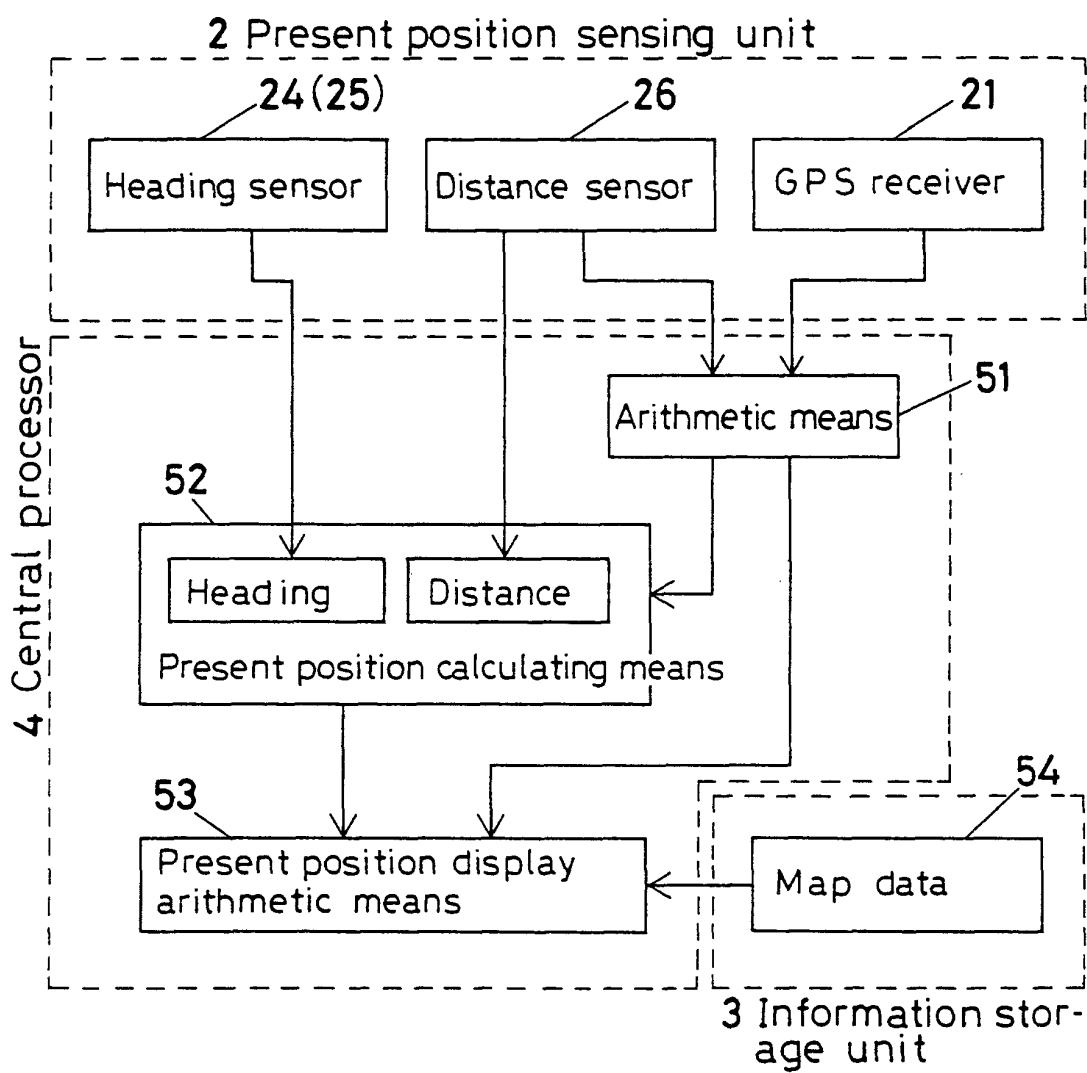 2 Present position sensing unit
24(25)
26
21
Heading sensor
Distance sensor
GPS receiver
4 Central processor
51
Arithmetic means
52
Heading
Distance
Present position calculating means
53
54
Present position display
arithmetic means
Map data
3 Information stor-
age unit